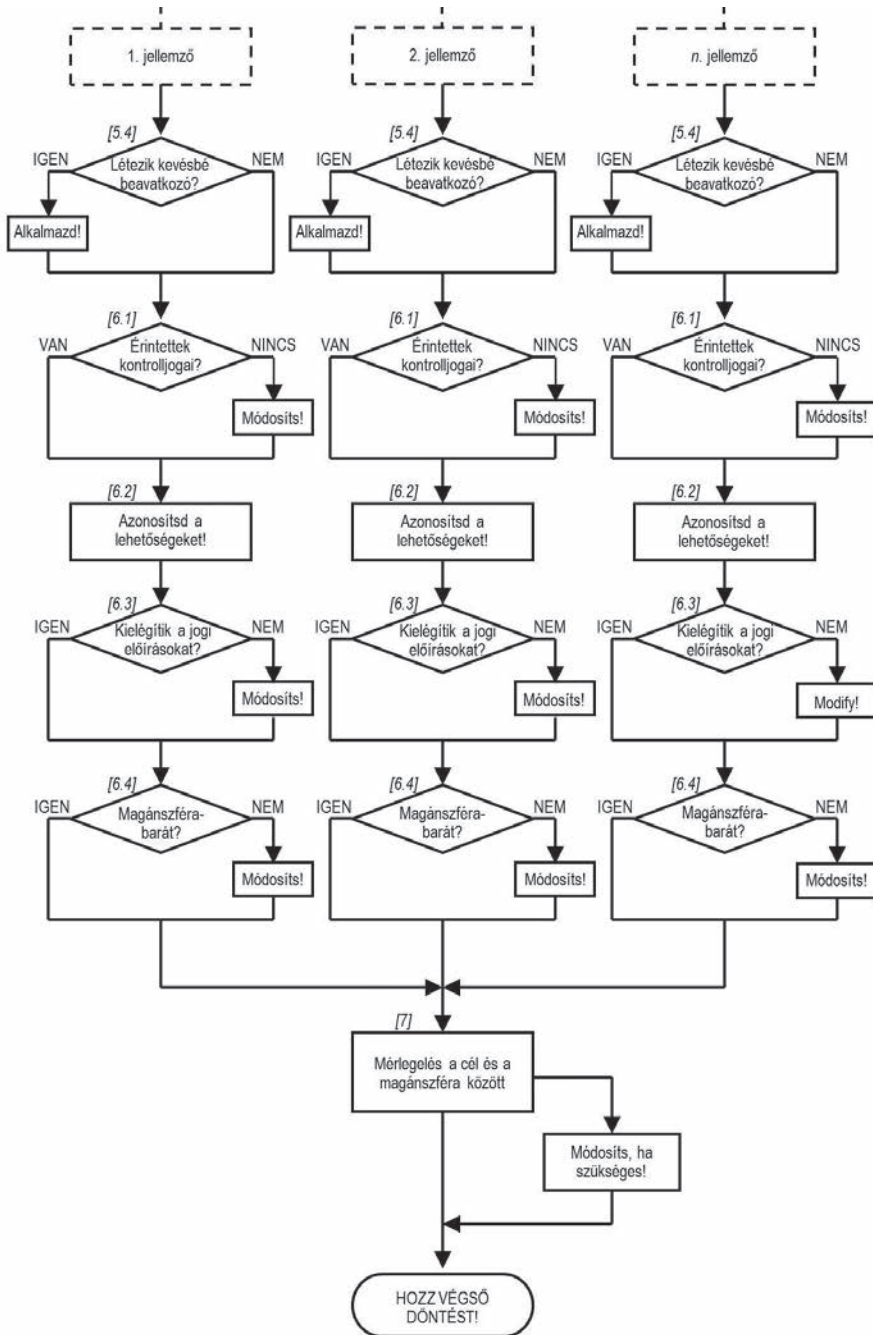 1. jellemző
2. jellemző
n. jellemző
[5.4]
[5.4]
[5.4]
IGEN
Létezik kevésbé
beavatkozó?
NEM
IGEN
Létezik kevésbé
beavatkozó?
NEM
IGEN
Létezik kevésbé
beavatkozó?
NEM
Alkalmazd!
Alkalmazd!
Alkalmazd!
[6.1]
[6.1]
[6.1]
VAN
Érintettek
kontrolljogai?
NINCS
VAN
Érintettek
kontrolljogai?
NINCS
VAN
Érintettek
kontrolljogai?
NINCS
Módosíts!
Módosíts!
Módosíts!
[6.2]
[6.2]
[6.2]
Azonosítsd a
lehetőségeket!
Azonosítsd a
lehetőségeket!
Azonosítsd a
lehetőségeket!
[6.3]
[6.3]
[6.3]
IGEN
Kielégítik a jogi
előírásokat?
NEM
IGEN
Kielégítik a jogi
előírásokat?
NEM
IGEN
Kielégítik a jogi
előírásokat?
NEM
Módosíts!
Módosíts!
Modify!
[6.4]
[6.4]
[6.4]
IGEN
Magánszféra-
barát?
NEM
IGEN
Magánszféra-
barát?
NEM
IGEN
Magánszféra-
barát?
NEM
Módosíts!
Módosíts!
Módosíts!
[7]
Mérlegelés a cél és a
magánszféra között
Módosíts, ha
szükséges!
HOZZ VÉGSŐ
DÖNTÉST!